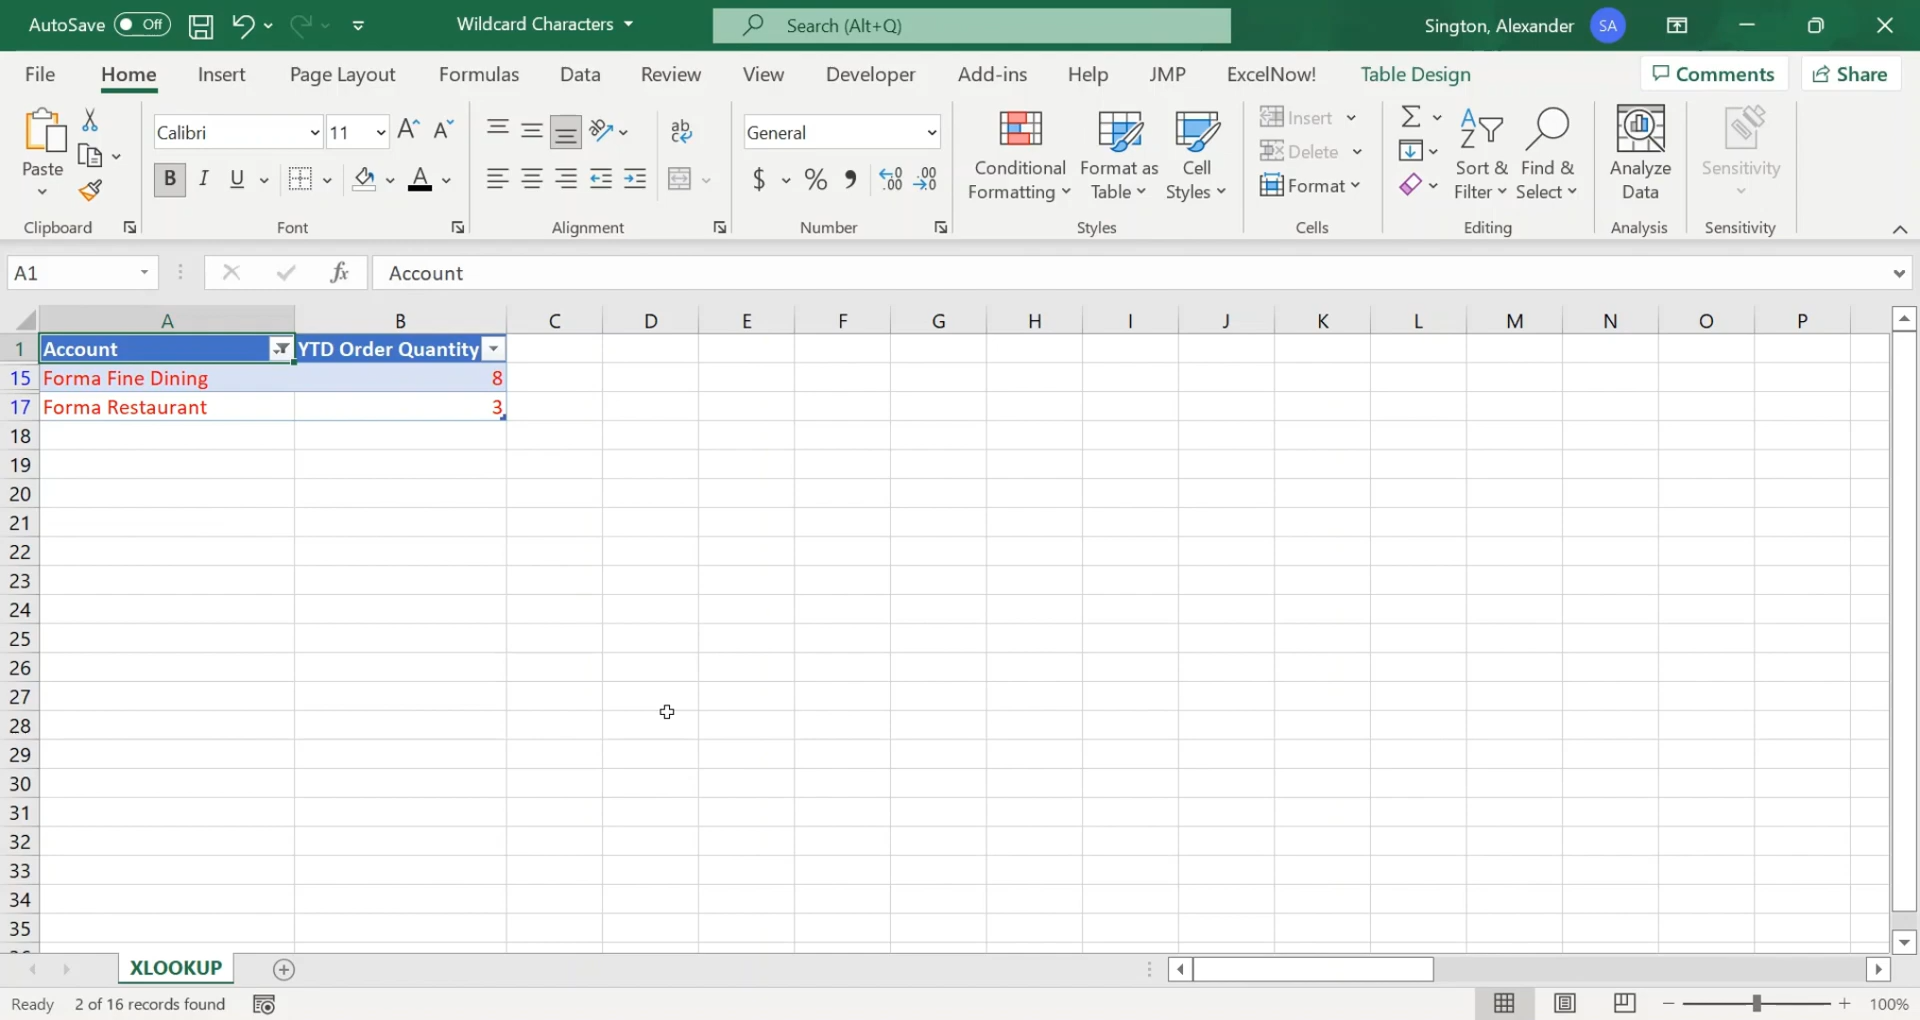 AutoSave Off Wildcard Characters Search (Alt+Q) Sington, Alexander SA
File Home Insert Page Layout Formulas Data Review View Developer Add-ins Help JMP ExcelNow! Table Design Comments Share
Calibri 11 General Insert
Paste Conditional Format as Cell Delete Sort & Find & Analyze Sensitivity
Formatting Table Styles Format Filter Select Data
Clipboard Font Alignment Number Styles Cells Editing Analysis Sensitivity
A1 fx Account
A B C D E F G H I J K L M N O P
1 Account YTD Order Quantity
15 Forma Fine Dining 8
17 Forma Restaurant 3
18
19
20
21
22
23
24
25
26
27
28
29
30
31
32
33
34
35
XLOOKUP
Ready 2 of 16 records found 100%